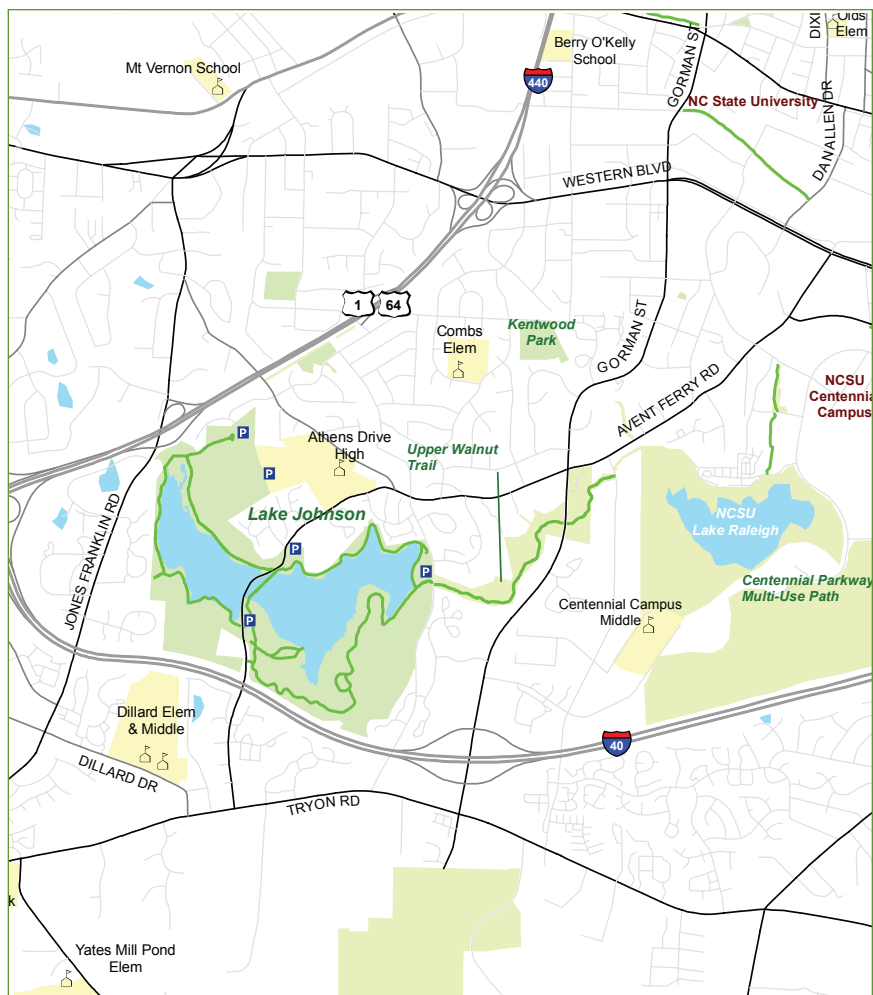 DIXI
Olds
Elem
Berry O'Kelly
School
GORMAN ST
Mt Vernon School
440
NC State University
DANALLEN DR
WESTERN BLVD
1
64
Kentwood
Park
Combs
Elem
GORMAN ST
AVENT FERRY RD
NCSU
Centennia
Campus
P
Athens Drive
High
Upper Walnut
Trail
P
JONES FRANKLIN RD
Lake Johnson
NCSU
Lake Raleigh
P
P
Centennial Parkway
Multi-Use Path
Centennial Campus
Middle
P
Dillard Elem
& Middle
40
DILLARD DR
TRYON RD
k
Yates Mill Pond
Elem